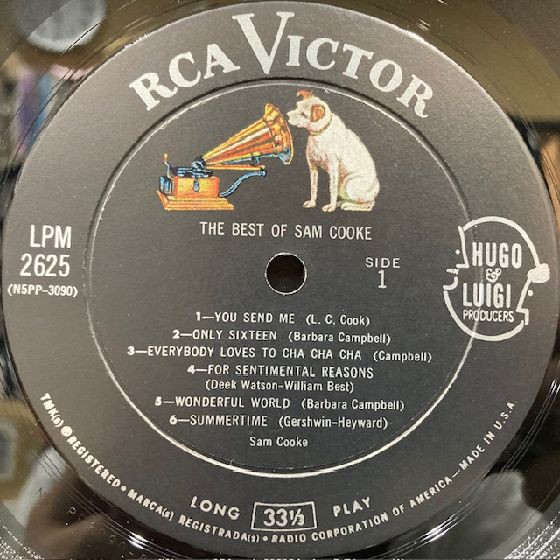 RCA VICTOR
THE BEST OF SAM COOKE
LPM
2625
(N5PP-3090)
SIDE
1
HUGO
&
LUIGI
PRODUCERS
1—YOU SEND ME (L. C. Cook)
2—ONLY SIXTEEN (Barbara Campbell)
3—EVERYBODY LOVES TO CHA CHA CHA (Campbell)
4—FOR SENTIMENTAL REASONS
(Deek Watson-William Best)
5—WONDERFUL WORLD (Barbara Campbell)
6—SUMMERTIME (Gershwin-Heyward)
Sam Cooke
LONG 33⅓ PLAY
TMK(s) ® REGISTERED • MARCA(s) REGISTRADA(s) • RADIO CORPORATION OF AMERICA—MADE IN U.S.A.